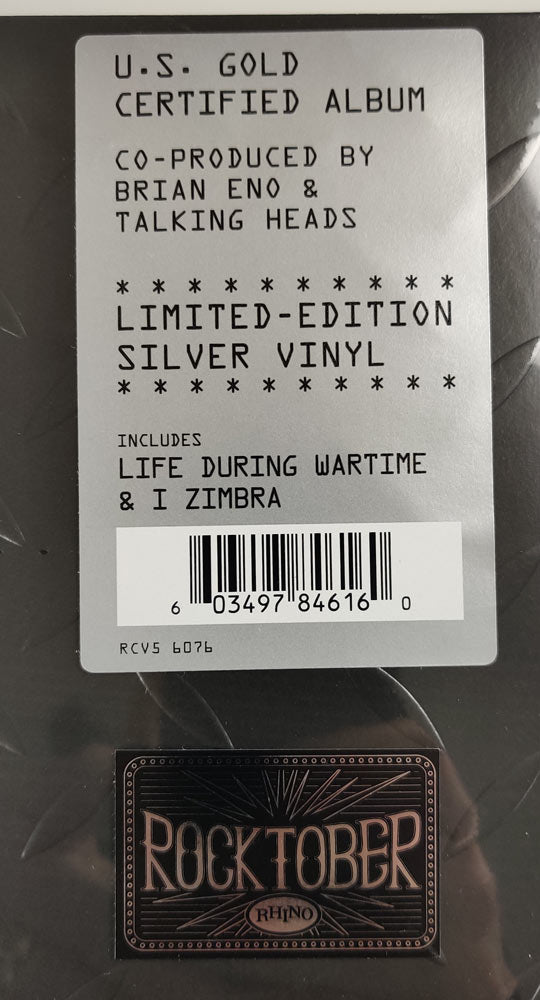 U.S. GOLD
CERTIFIED ALBUM
CO-PRODUCED BY
BRIAN ENO &
TALKING HEADS
* * * * * * * * * *
LIMITED-EDITION
SILVER VINYL
* * * * * * * * * *
INCLUDES
LIFE DURING WARTIME
& I ZIMBRA
6 03497 84616 0
RCV5 6076
ROCKTOBER
RHINO